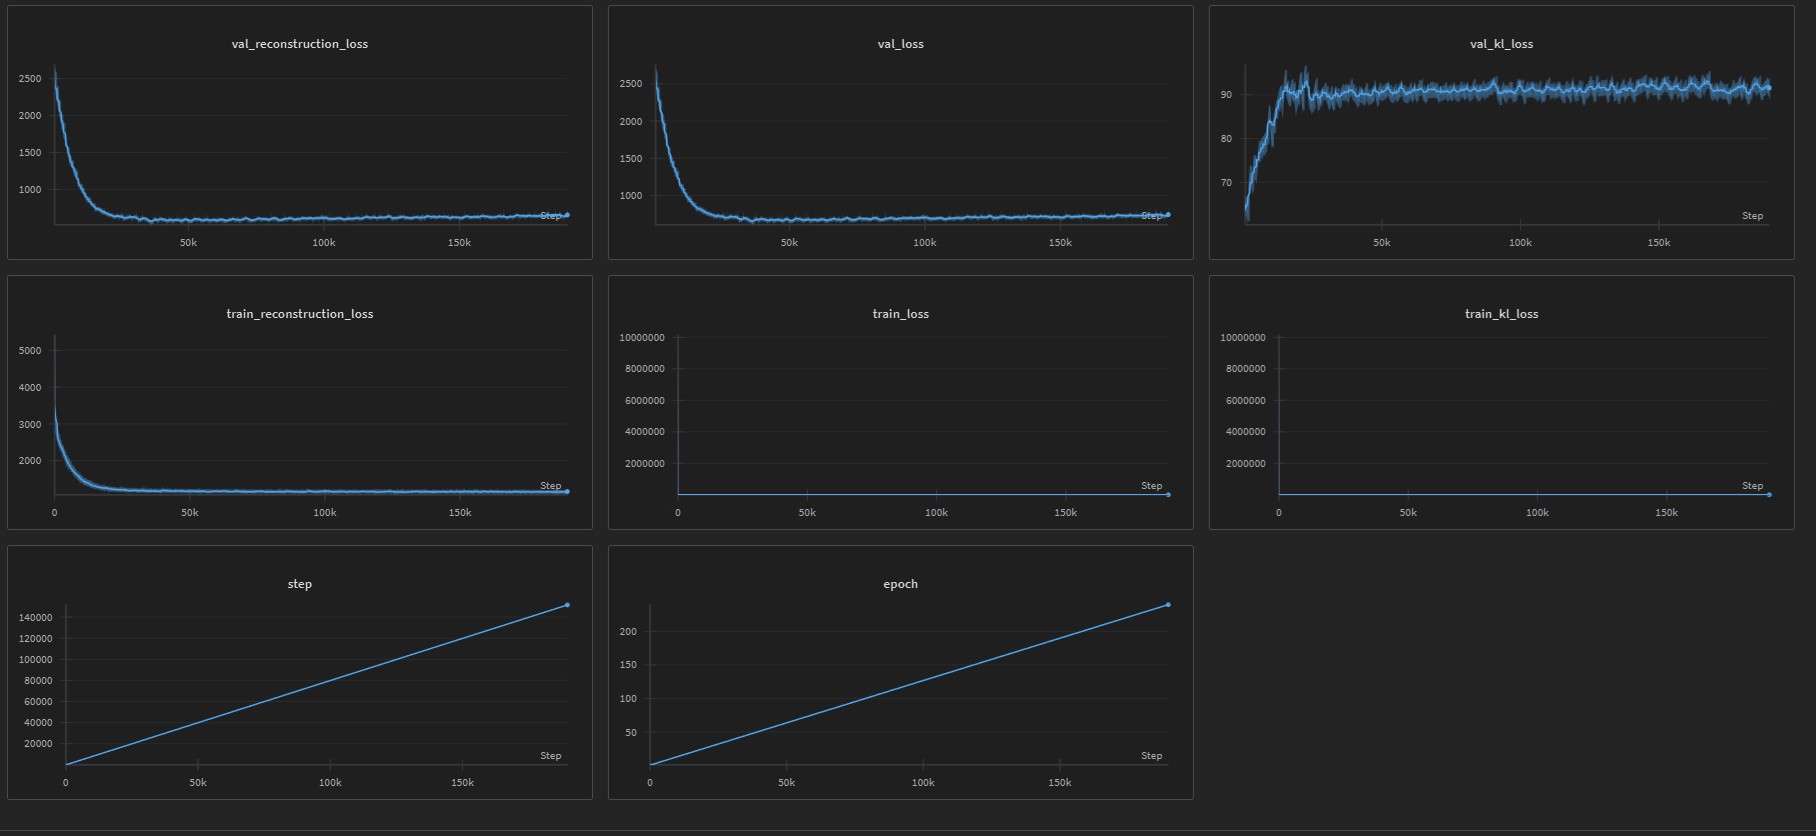 val_reconstruction_loss
2500
2000
1500
1000
50k 100k 150k
Step
val_loss
2500
2000
1500
1000
50k 100k 150k
Step
val_kl_loss
90
80
70
50k 100k 150k
Step
train_reconstruction_loss
5000
4000
3000
2000
0 50k 100k 150k
Step
train_loss
10000000
8000000
6000000
4000000
2000000
0 50k 100k 150k
Step
train_kl_loss
10000000
8000000
6000000
4000000
2000000
0 50k 100k 150k
Step
step
140000
120000
100000
80000
60000
40000
20000
0 50k 100k 150k
Step
epoch
200
150
100
50
0 50k 100k 150k
Step